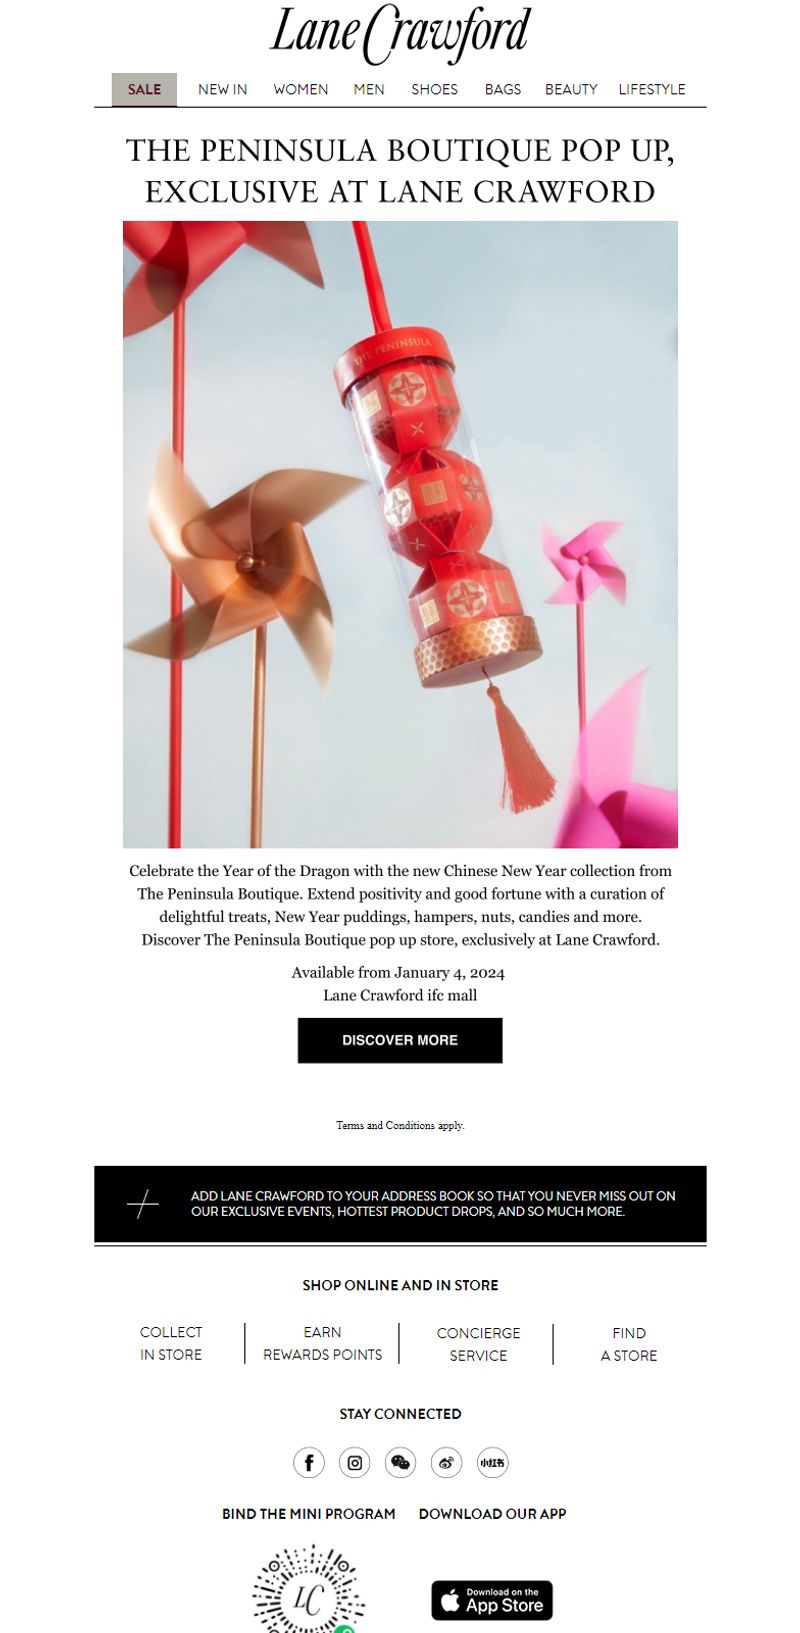 Lane Crawford
SALE NEW IN WOMEN MEN SHOES BAGS BEAUTY LIFESTYLE
THE PENINSULA BOUTIQUE POP UP,
EXCLUSIVE AT LANE CRAWFORD
THE PENINSULA
Celebrate the Year of the Dragon with the new Chinese New Year collection from
The Peninsula Boutique. Extend positivity and good fortune with a curation of
delightful treats, New Year puddings, hampers, nuts, candies and more.
Discover The Peninsula Boutique pop up store, exclusively at Lane Crawford.
Available from January 4, 2024
Lane Crawford ifc mall
DISCOVER MORE
Terms and Conditions apply.
ADD LANE CRAWFORD TO YOUR ADDRESS BOOK SO THAT YOU NEVER MISS OUT ON
OUR EXCLUSIVE EVENTS, HOTTEST PRODUCT DROPS, AND SO MUCH MORE.
SHOP ONLINE AND IN STORE
COLLECT
IN STORE
EARN
REWARDS POINTS
CONCIERGE
SERVICE
FIND
A STORE
STAY CONNECTED
小红书
BIND THE MINI PROGRAM
DOWNLOAD OUR APP
LC
Download on the
App Store